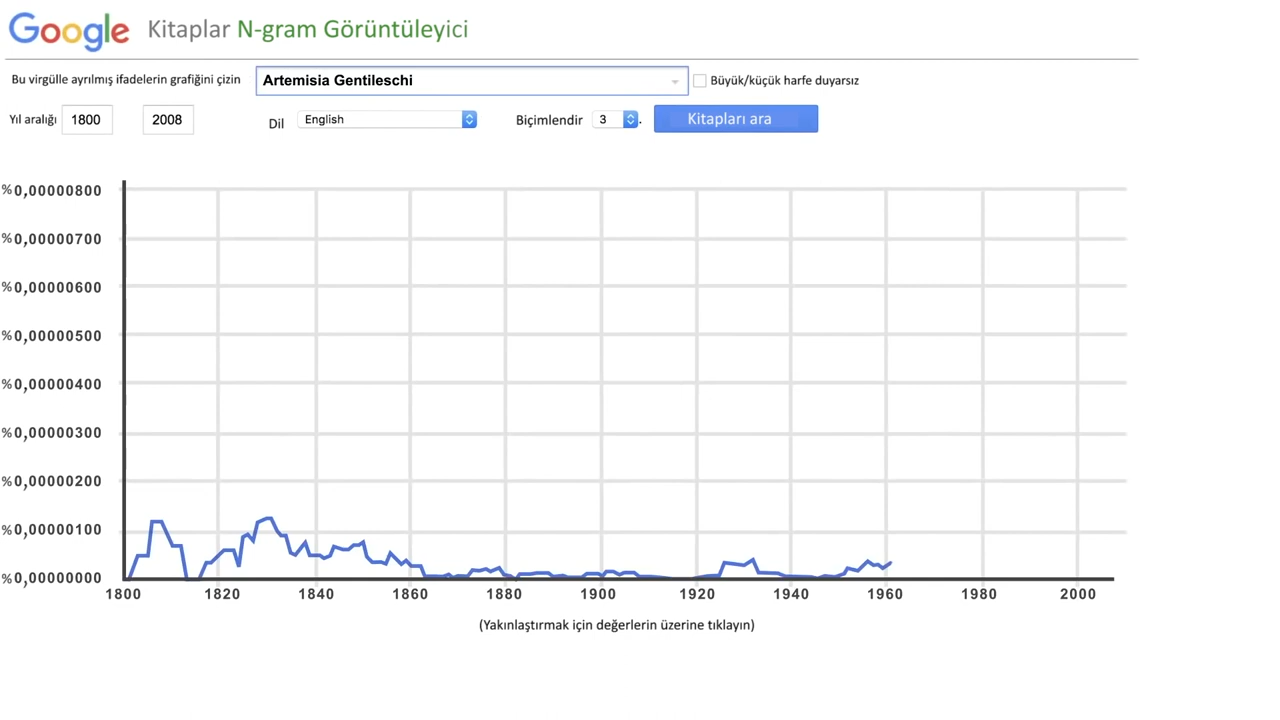 Google Kitaplar N-gram Görüntüleyici
Bu virgülle ayrılmış ifadelerin grafiğini çizin Artemisia Gentileschi Büyük/küçük harfe duyarsız
Yıl aralığı 1800 2008 Dil English Biçimlendir 3 . Kitapları ara
%0,00000800
%0,00000700
%0,00000600
%0,00000500
%0,00000400
%0,00000300
%0,00000200
%0,00000100
%0,00000000
1800 1820 1840 1860 1880 1900 1920 1940 1960 1980 2000
(Yakınlaştırmak için değerlerin üzerine tıklayın)